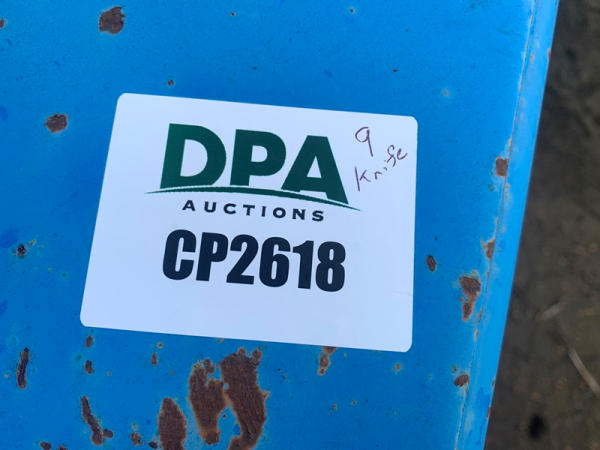 DPA
AUCTIONS
CP2618
9
Knife